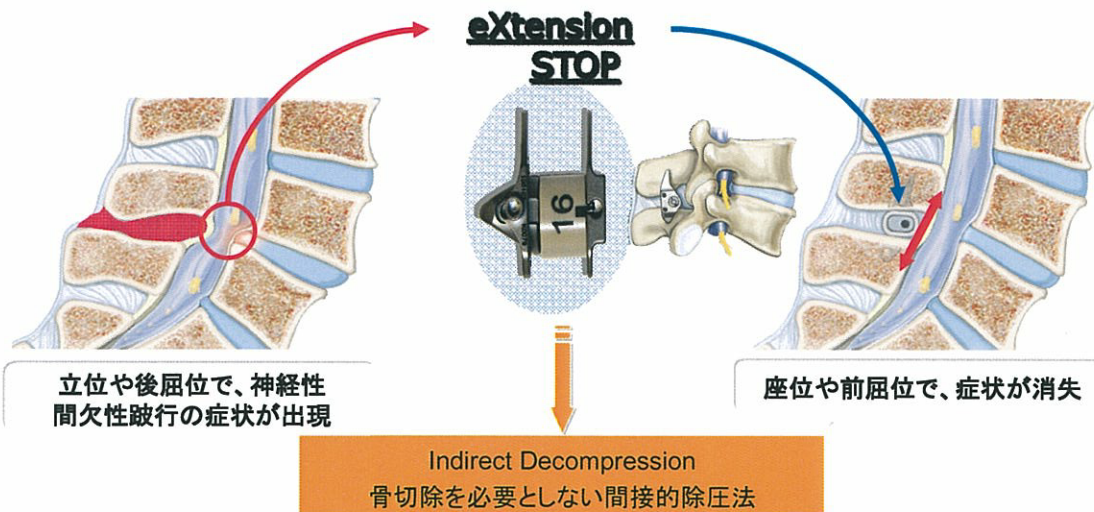 eXtension
STOP
16
立位や後屈位で、神経性
間欠性跛行の症状が出現
座位や前屈位で、症状が消失
Indirect Decompression
骨切除を必要としない間接的除圧法